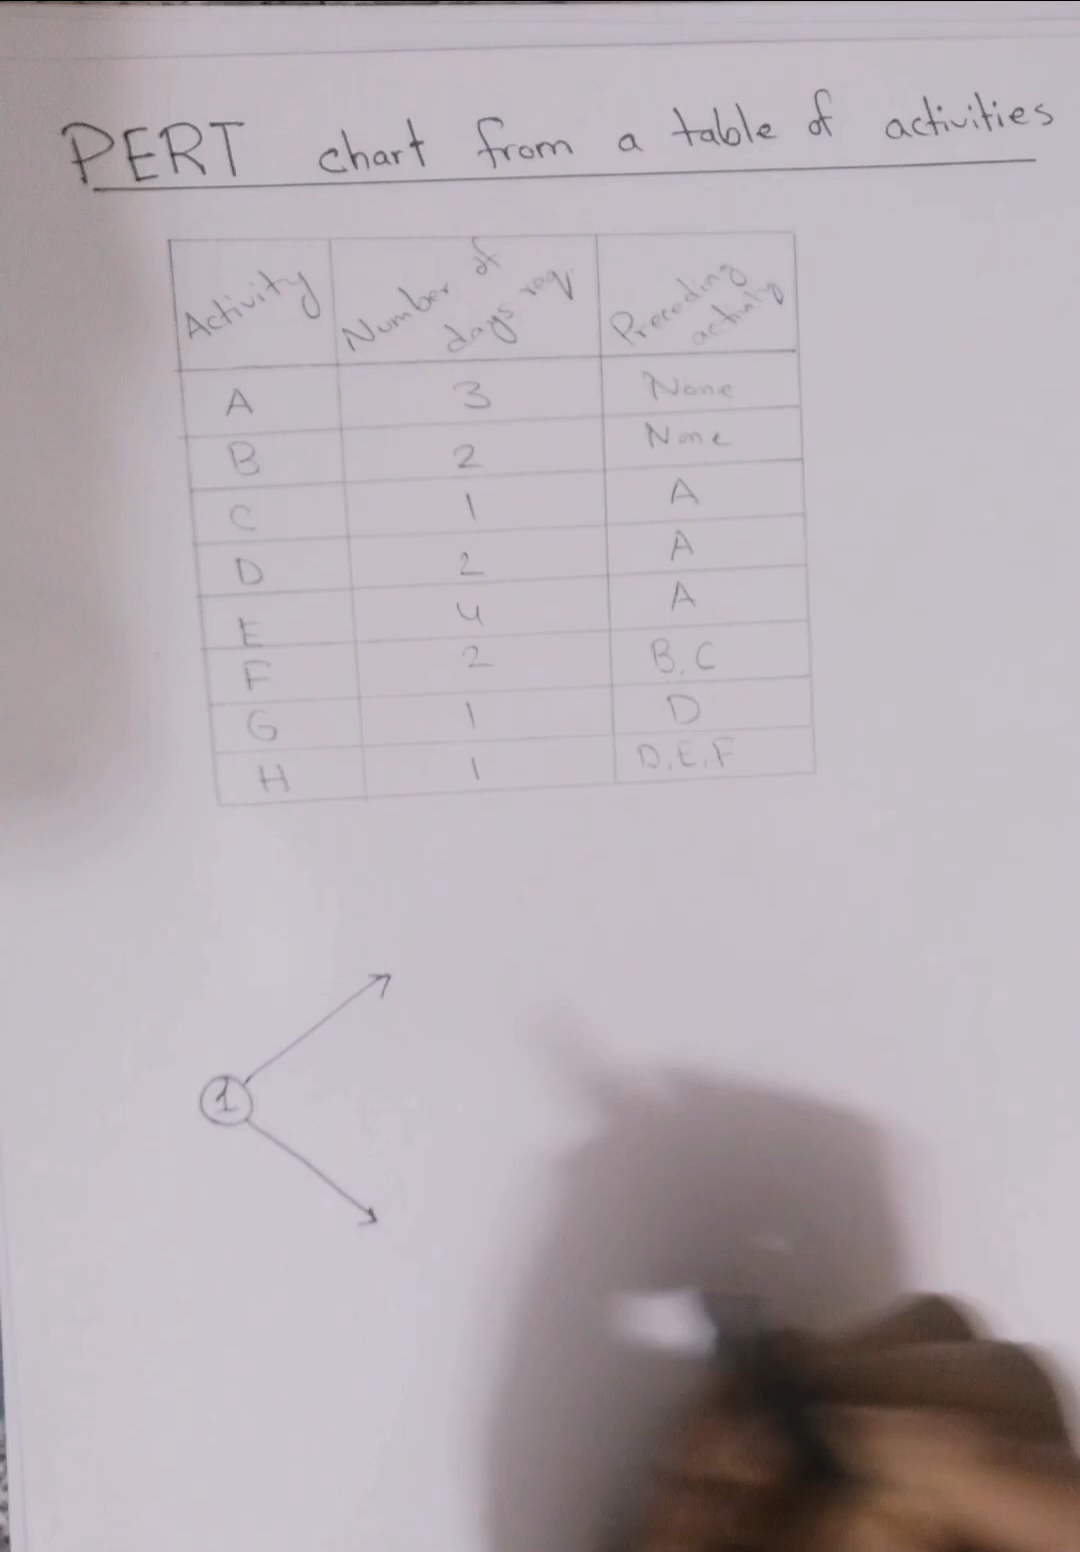 PERT chart from a table of activities
Activity Number of days req Preceding activity
A 3 None
B 2 None
C 1 A
D 2 A
E 4 A
F 2 B, C
G 1 D
H 1 D, E, F
1